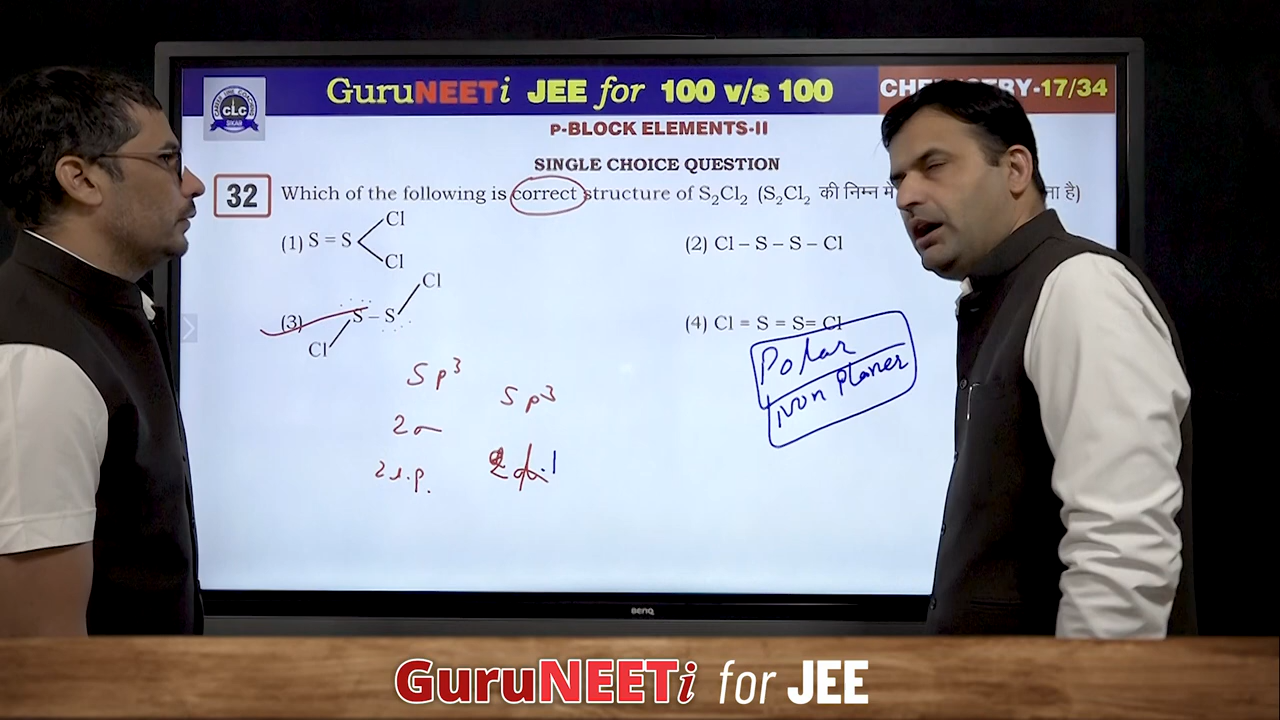 GuruNEETi JEE for 100 v/s 100
CHEMISTRY-17/34
CLC
SIKAR
P-BLOCK ELEMENTS-II
SINGLE CHOICE QUESTION
32 Which of the following is correct structure of S₂Cl₂ (S₂Cl₂ की निम्न में है)
(1) S = S
Cl
Cl
(2) Cl – S – S – Cl
(3) S – S
Cl
Cl
(4) Cl = S = S = Cl
Polar
Non Planer
Sp³
Sp³
2σ
2l.p.
BenQ
GuruNEETi for JEE